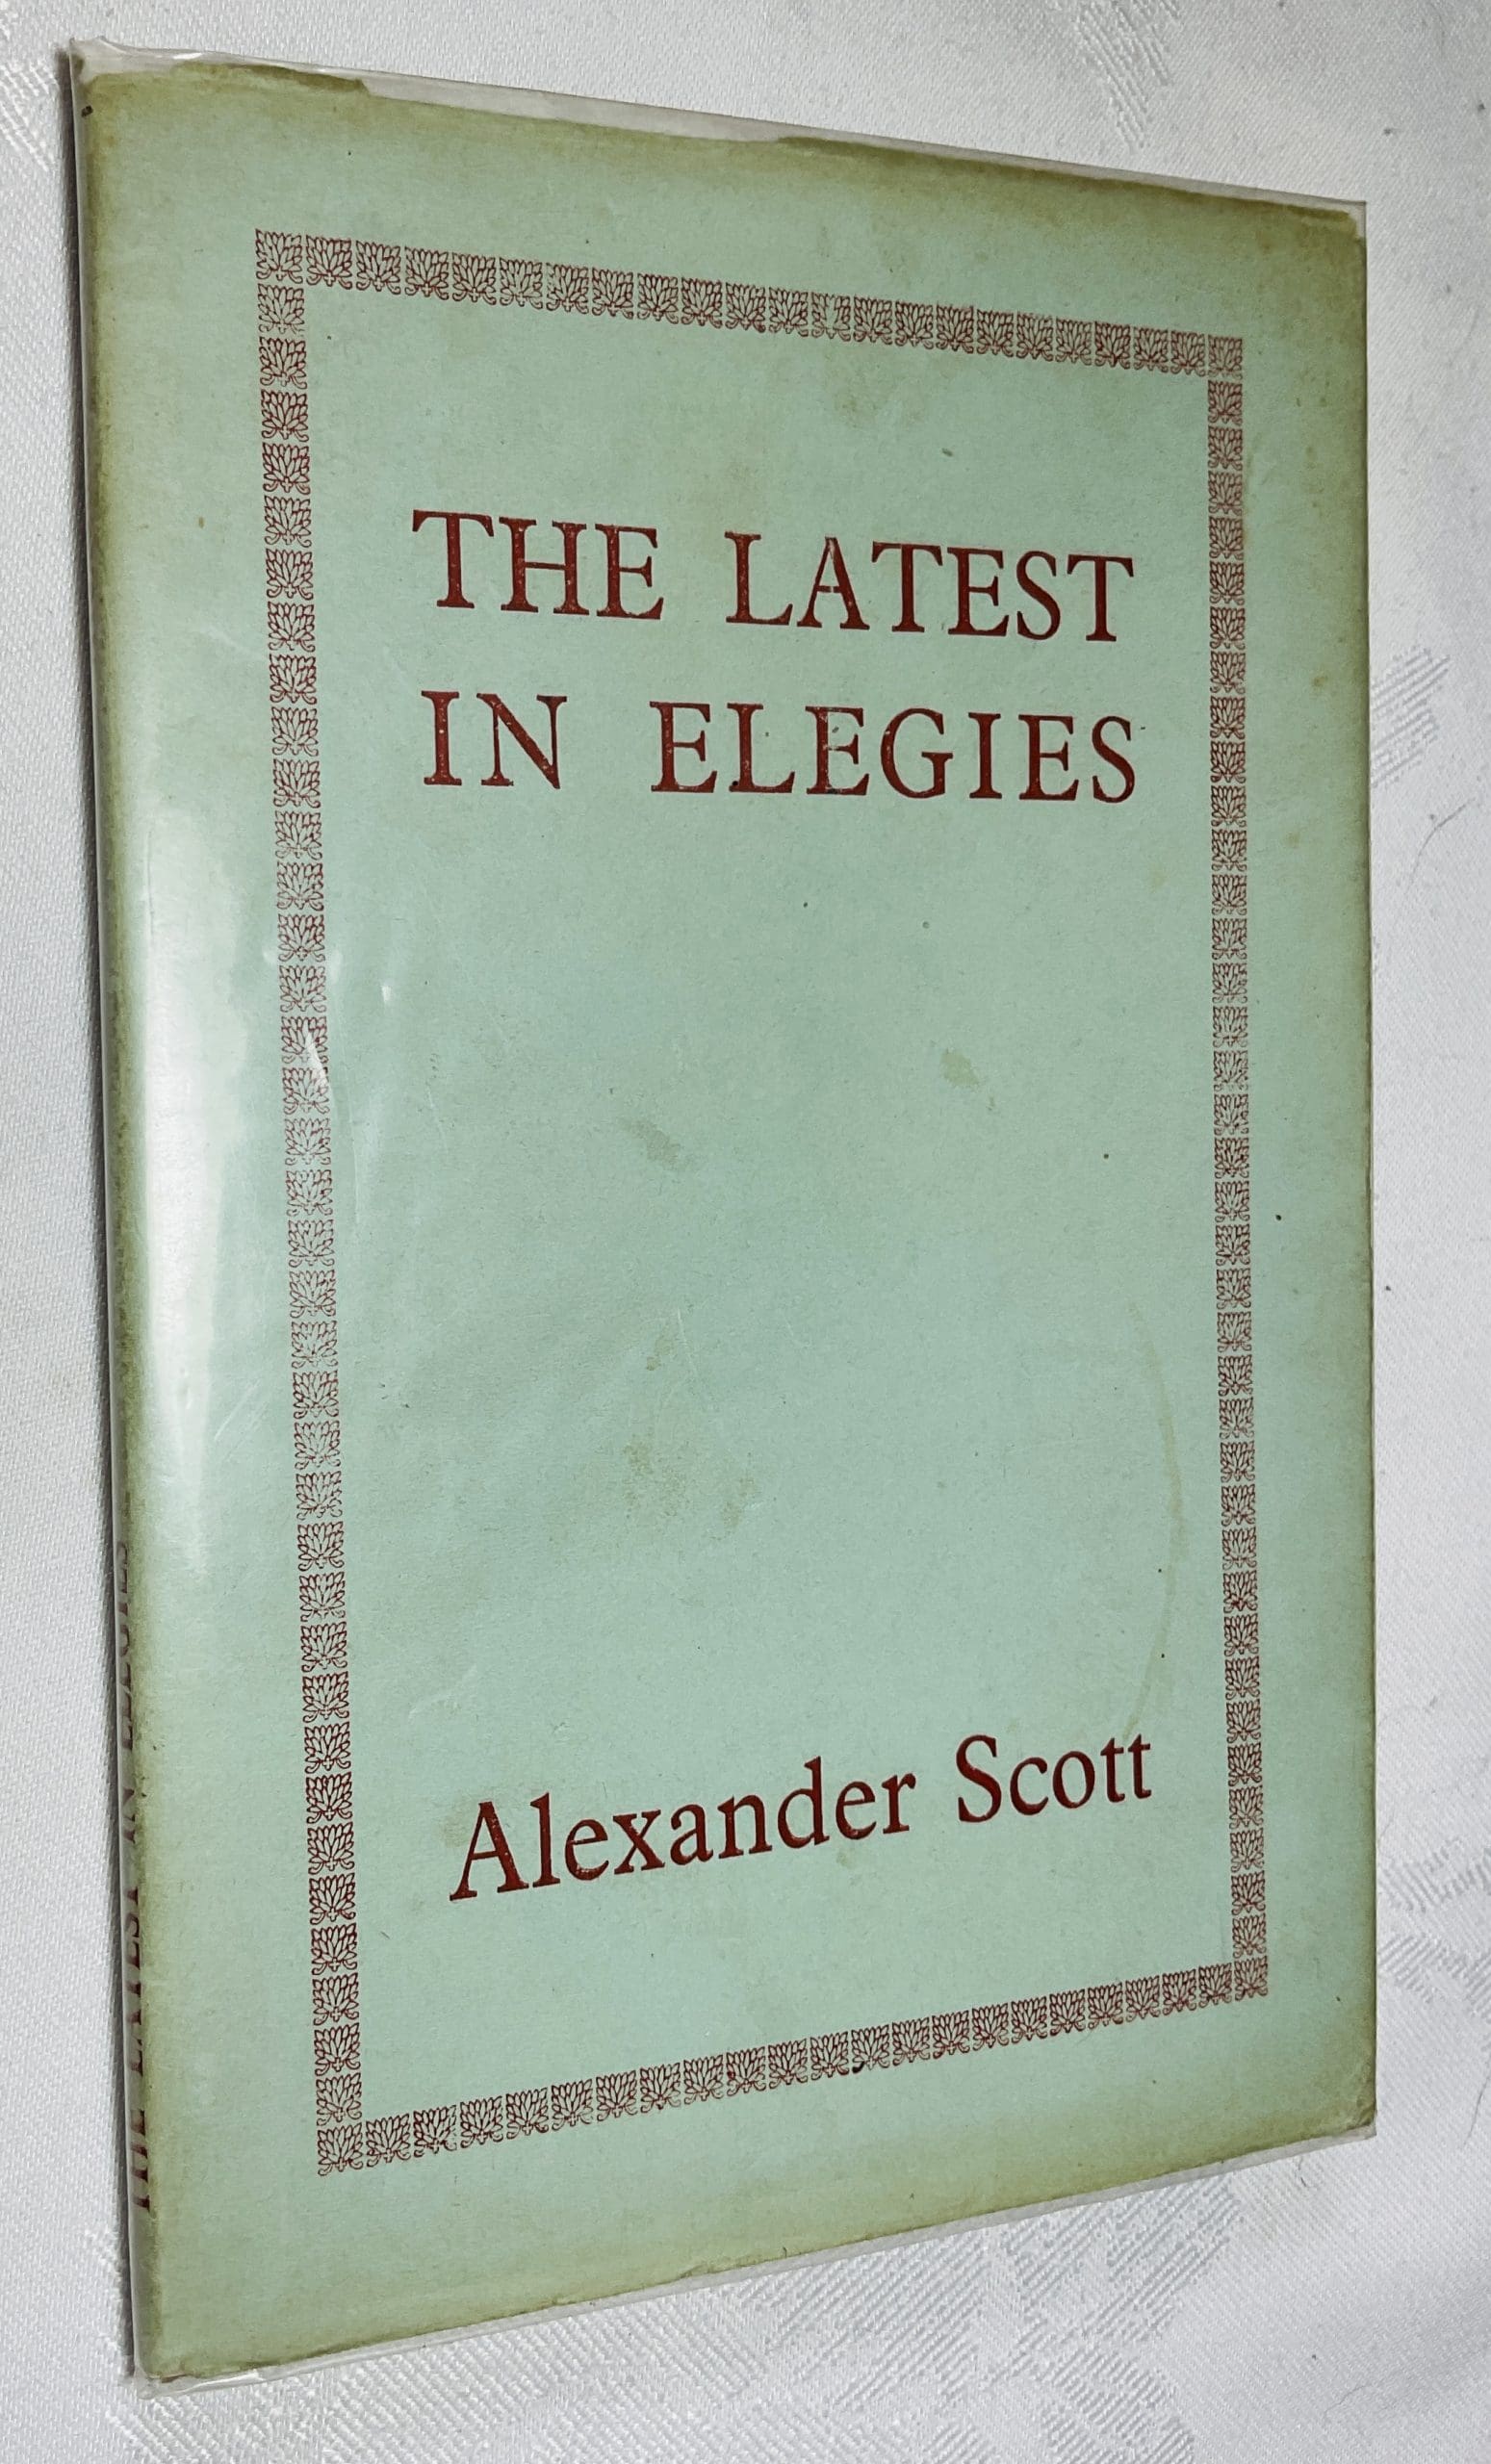 THE LATEST
IN ELEGIES
Alexander Scott
THE LATEST IN ELEGIES